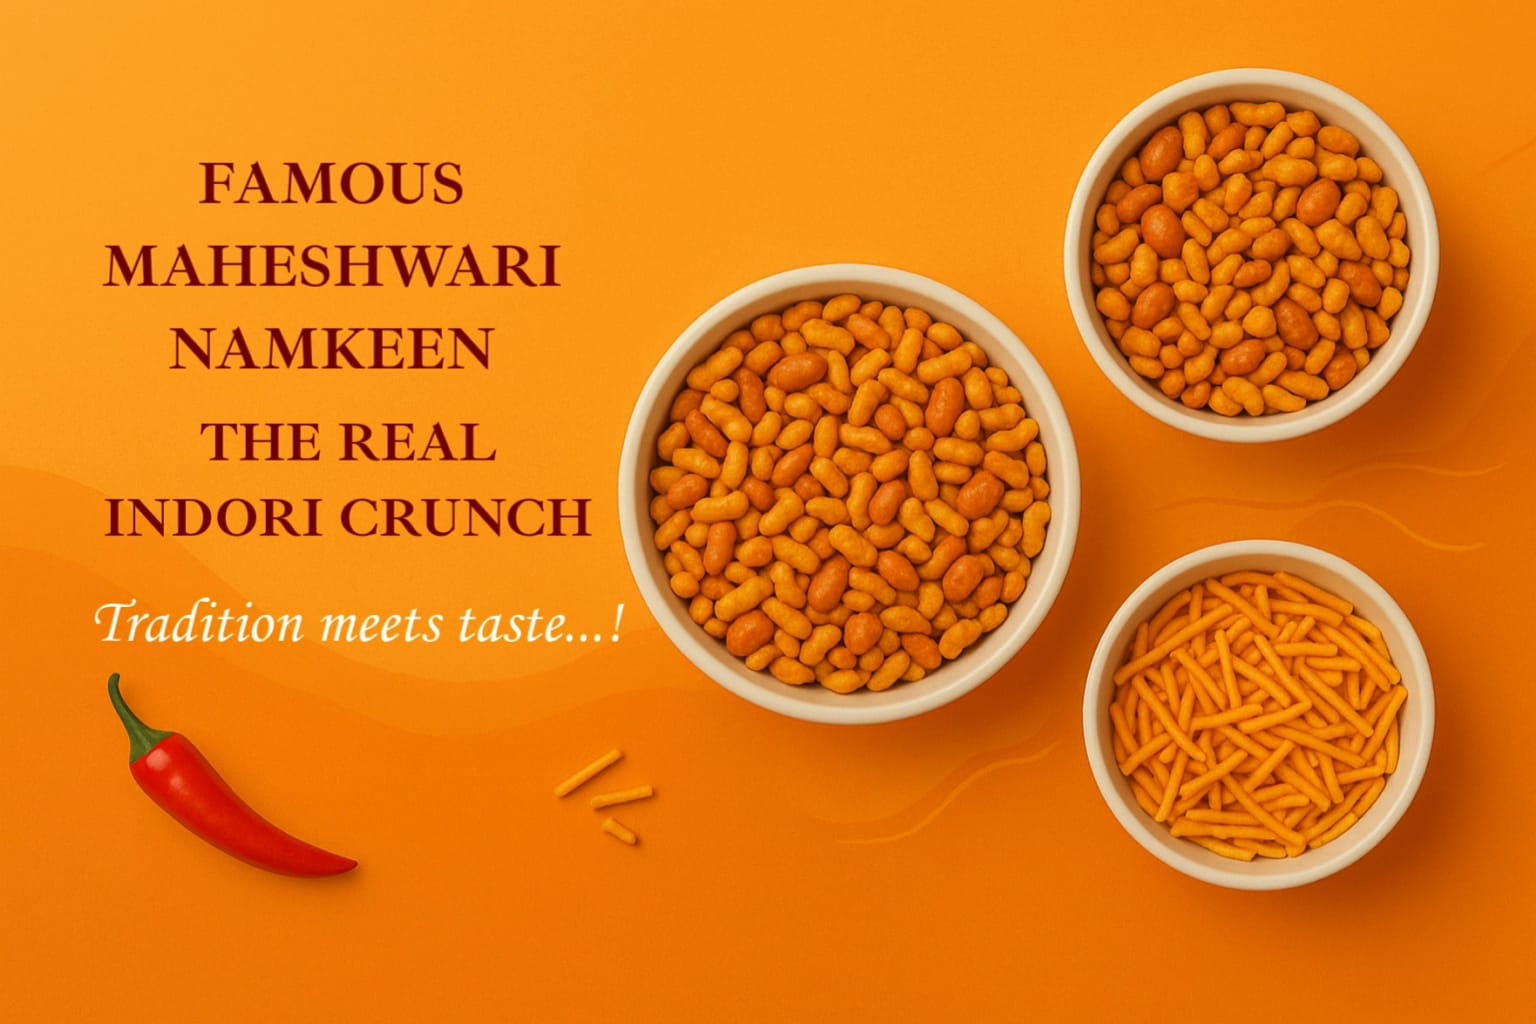 FAMOUS
MAHESHWARI
NAMKEEN
THE REAL
INDORI CRUNCH
Tradition meets taste...!